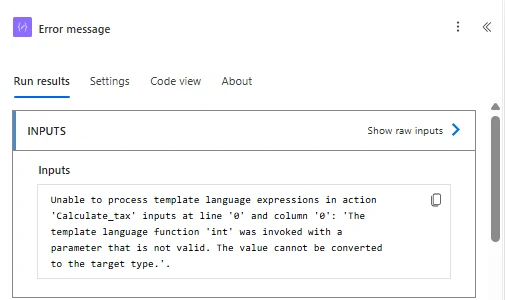 Error message
Run results Settings Code view About
INPUTS Show raw inputs
Inputs
Unable to process template language expressions in action
'Calculate_tax' inputs at line '0' and column '0': 'The
template language function 'int' was invoked with a
parameter that is not valid. The value cannot be converted
to the target type.'.